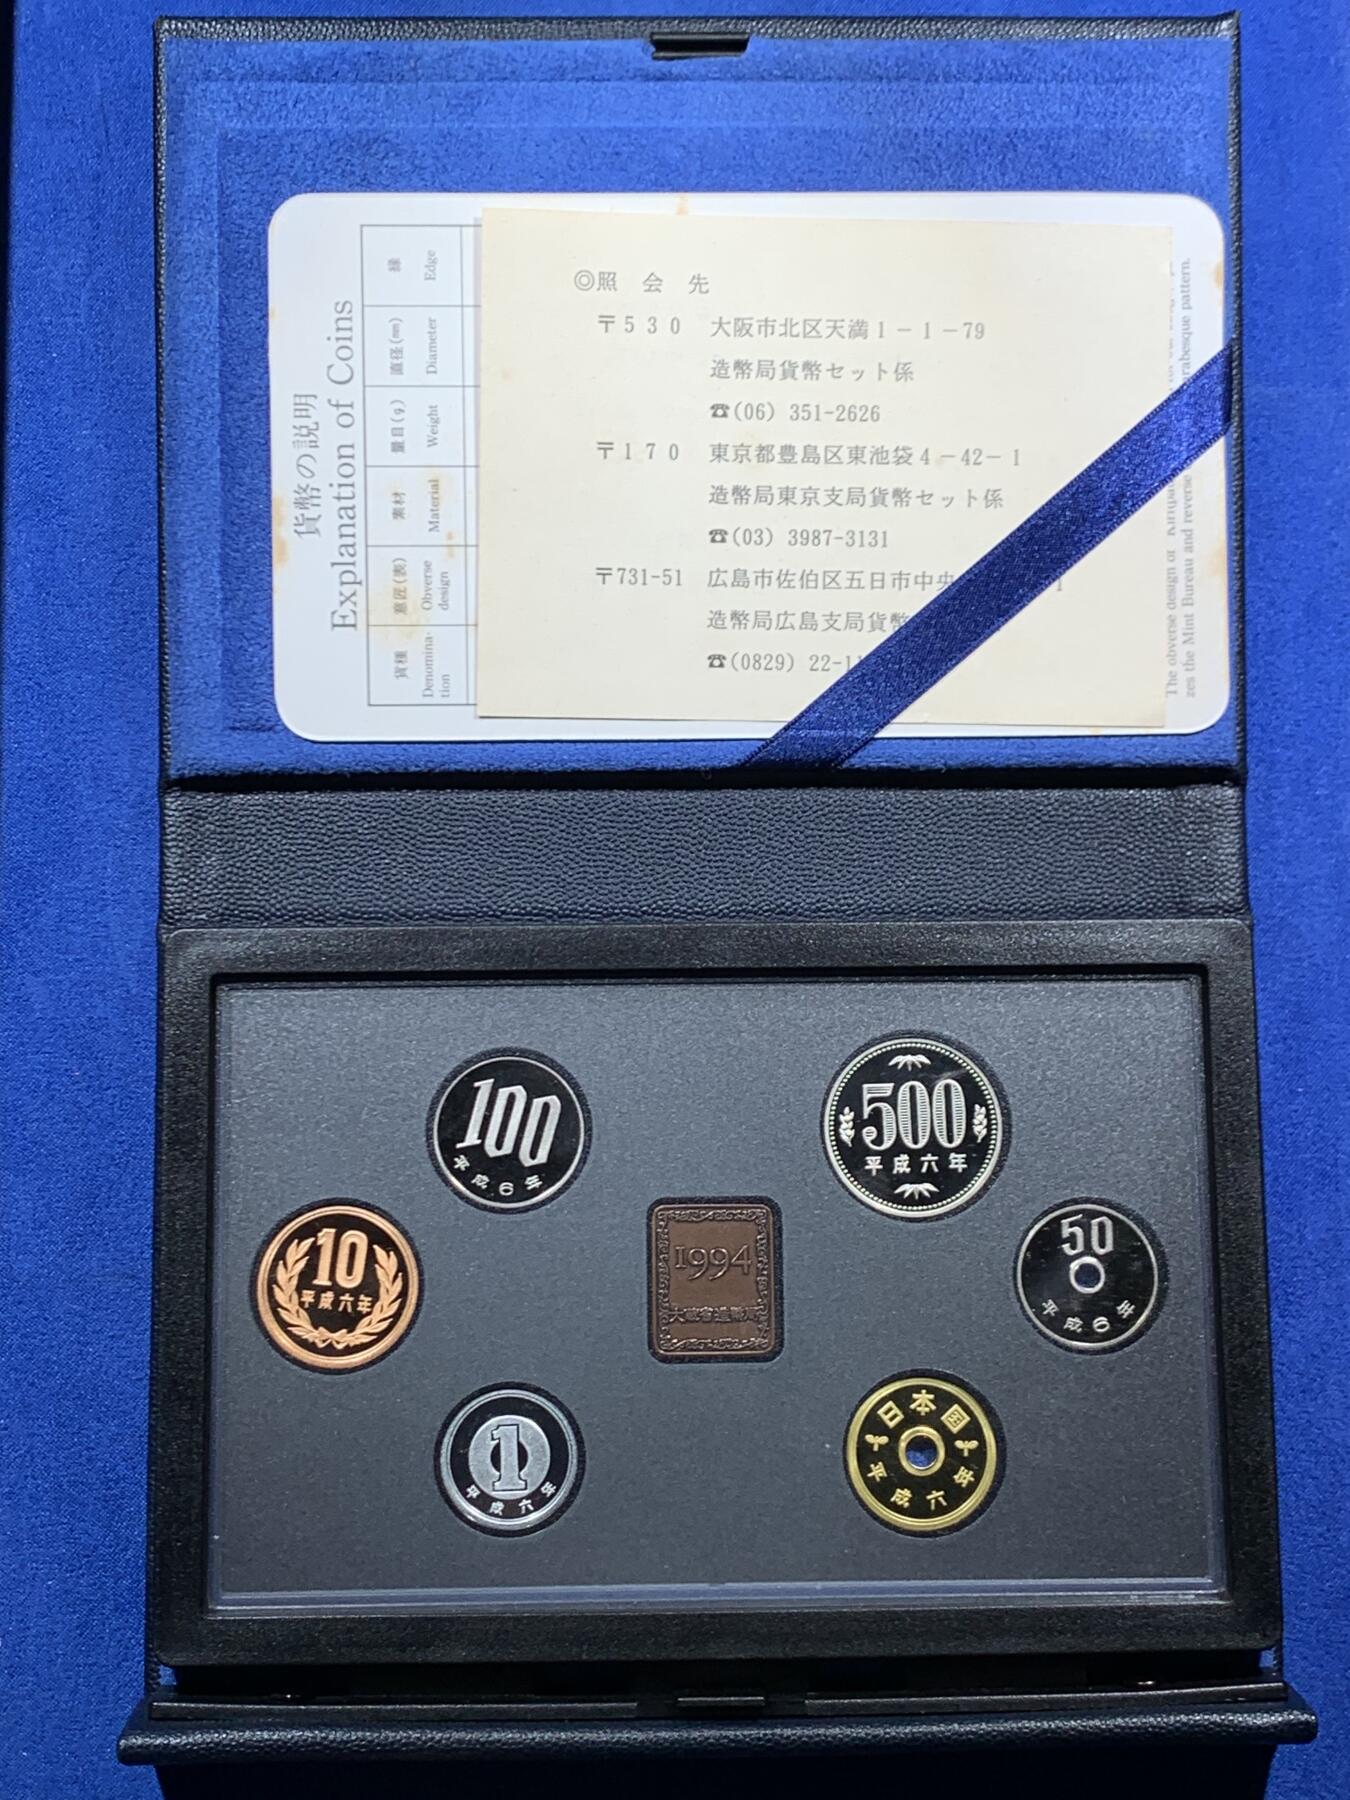 貨幣の説明
Explanation of Coins
縁
Edge
直径(㎜)
Diameter
量目(g)
Weight
素材
Material
意匠(表)
Obverse
design
貨種
Denomina-
tion
◎照 会 先
〒530 大阪市北区天満1-1-79
造幣局貨幣セット係
☎(06) 351-2626
〒170 東京都豊島区東池袋4-42-1
造幣局東京支局貨幣セット係
☎(03) 3987-3131
〒731-51 広島市佐伯区五日市中央
造幣局広島支局貨幣
☎(0829) 22-11
The obverse design of
zes the Mint Bureau and reverse
rabesque pattern.
100
平成6年
500
平成六年
10
平成六年
1994
大蔵省造幣局
50
平成6年
1
平成六年
日本国
平成六年